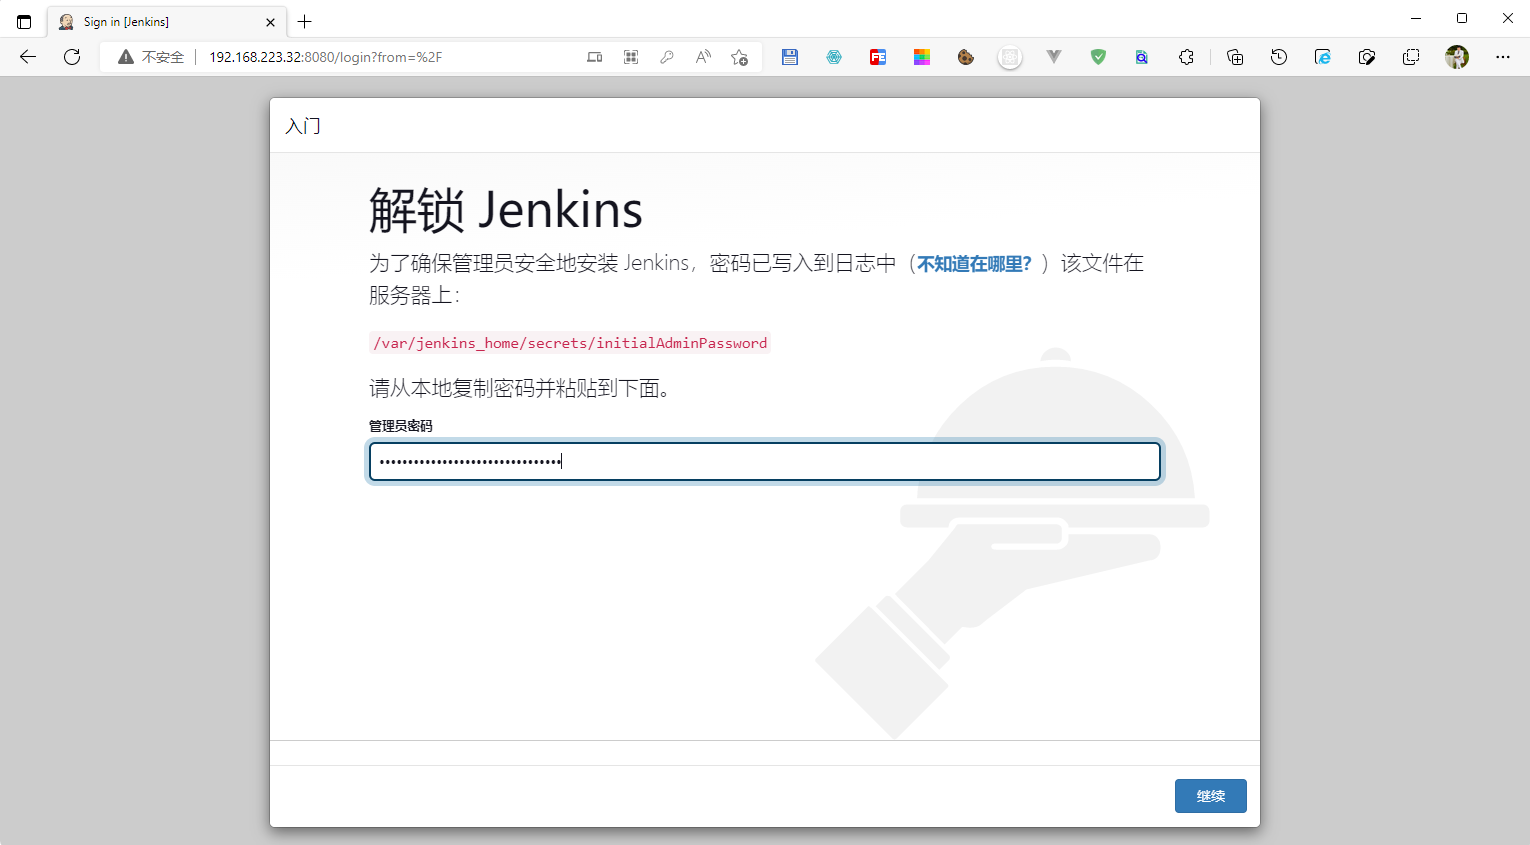 Sign in [Jenkins]
不安全
192.168.223.32:8080/login?from=%2F
入门
解锁 Jenkins
为了确保管理员安全地安装 Jenkins，密码已写入到日志中（不知道在哪里？）该文件在
服务器上：
/var/jenkins_home/secrets/initialAdminPassword
请从本地复制密码并粘贴到下面。
管理员密码
继续